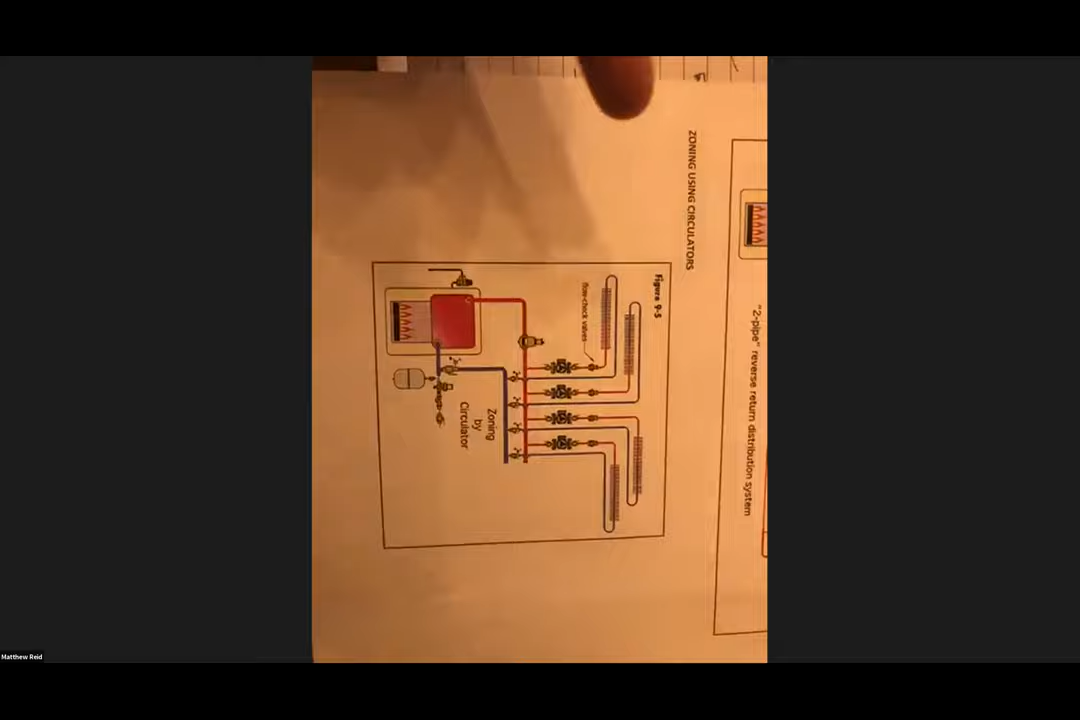 "2-pipe" reverse return distribution system
ZONING USING CIRCULATORS
Figure 9-5
flow-check valves
Zoning
by
Circulator
Matthew Reid